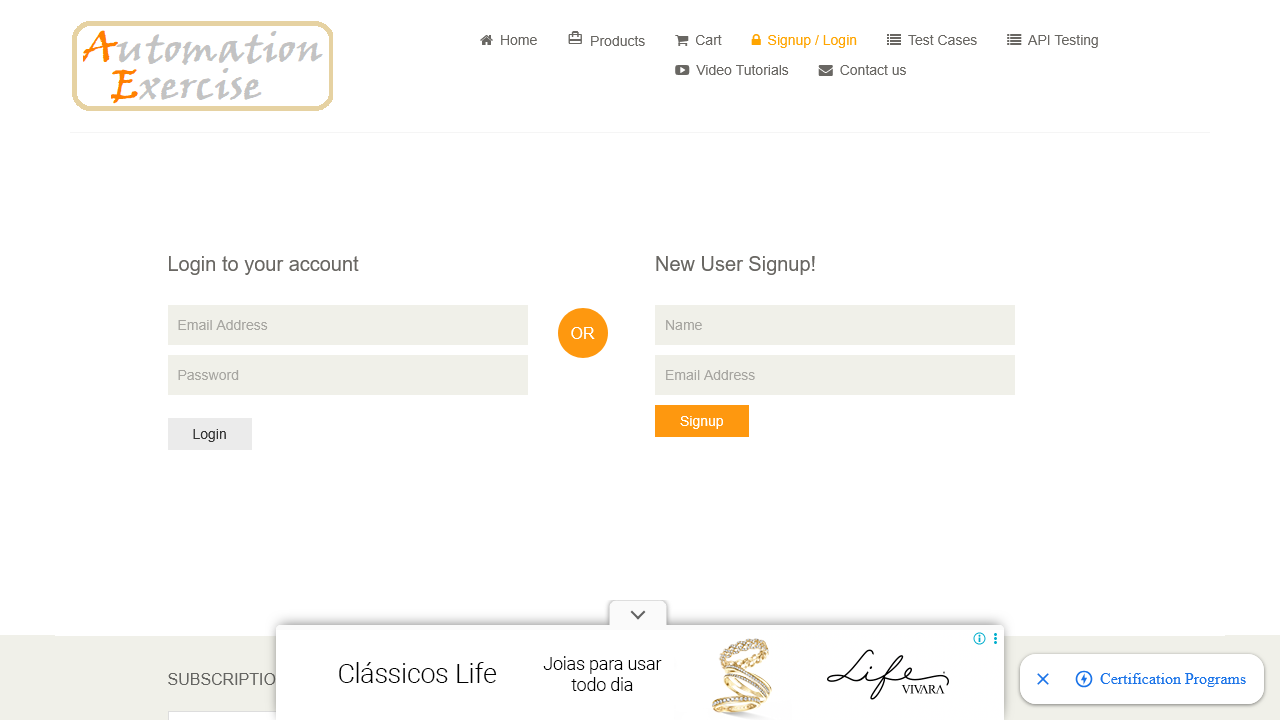 Automation
Exercise
Home
Products
Cart
Signup / Login
Test Cases
API Testing
Video Tutorials
Contact us
Login to your account
Email Address
Password
Login
OR
New User Signup!
Name
Email Address
Signup
SUBSCRIPTIO
Clássicos Life
Joias para usar
todo dia
Life
VIVARA
Certification Programs